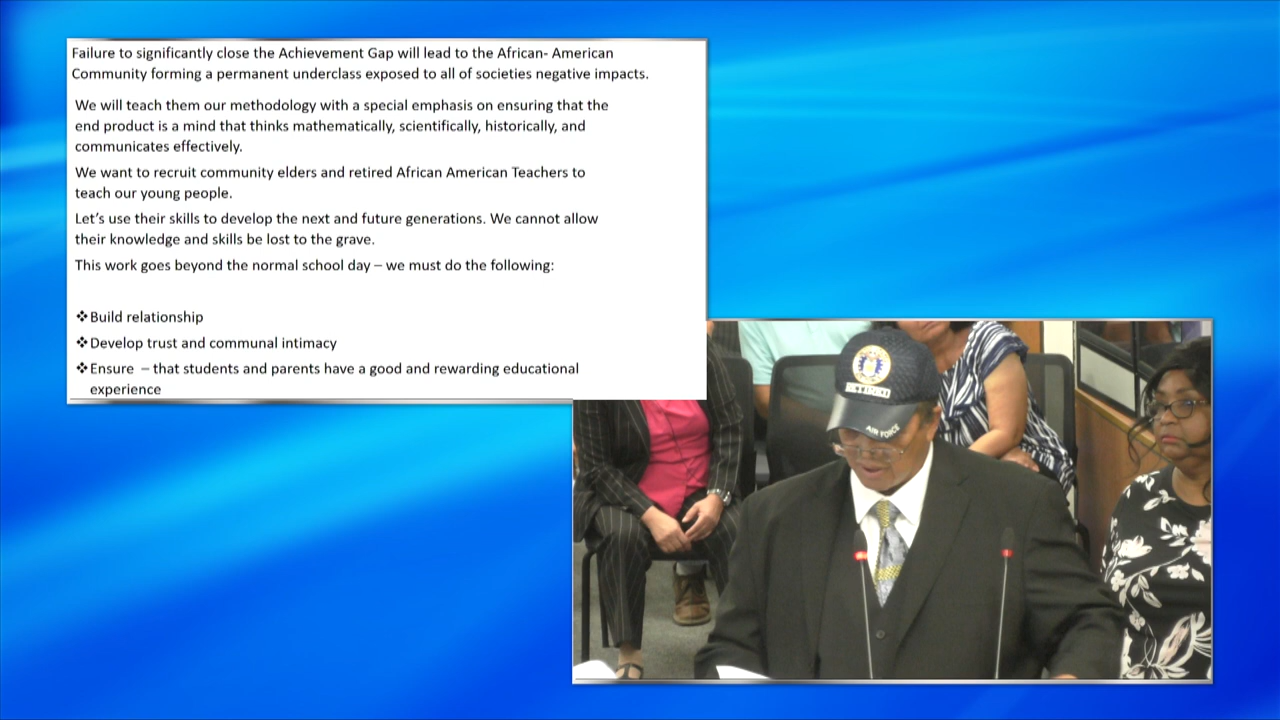 Failure to significantly close the Achievement Gap will lead to the African- American
Community forming a permanent underclass exposed to all of societies negative impacts.
We will teach them our methodology with a special emphasis on ensuring that the
end product is a mind that thinks mathematically, scientifically, historically, and
communicates effectively.
We want to recruit community elders and retired African American Teachers to
teach our young people.
Let's use their skills to develop the next and future generations. We cannot allow
their knowledge and skills be lost to the grave.
This work goes beyond the normal school day – we must do the following:
❖Build relationship
❖Develop trust and communal intimacy
❖Ensure – that students and parents have a good and rewarding educational
experience
RETIRED
AIR FORCE